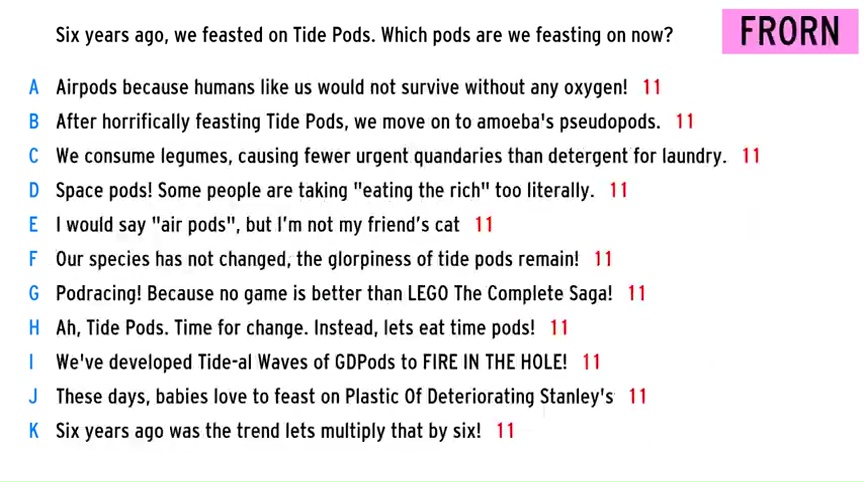 Six years ago, we feasted on Tide Pods. Which pods are we feasting on now?
FRORN
A Airpods because humans like us would not survive without any oxygen! 11
B After horrifically feasting Tide Pods, we move on to amoeba's pseudopods. 11
C We consume legumes, causing fewer urgent quandaries than detergent for laundry. 11
D Space pods! Some people are taking "eating the rich" too literally. 11
E I would say "air pods", but I'm not my friend's cat 11
F Our species has not changed, the glorpiness of tide pods remain! 11
G Podracing! Because no game is better than LEGO The Complete Saga! 11
H Ah, Tide Pods. Time for change. Instead, lets eat time pods! 11
I We've developed Tide-al Waves of GDPods to FIRE IN THE HOLE! 11
J These days, babies love to feast on Plastic Of Deteriorating Stanley's 11
K Six years ago was the trend lets multiply that by six! 11